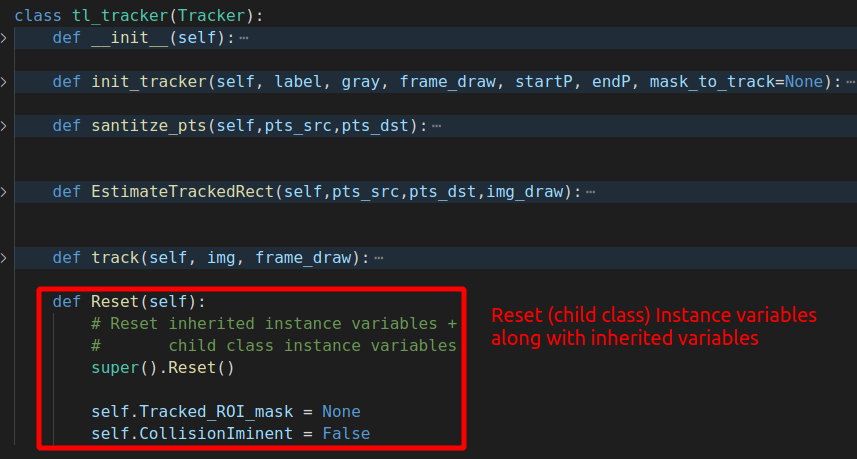 class tl_tracker(Tracker):
def __init__(self):⋯
def init_tracker(self, label, gray, frame_draw, startP, endP, mask_to_track=None):⋯
def santitze_pts(self,pts_src,pts_dst):⋯
def EstimateTrackedRect(self,pts_src,pts_dst,img_draw):⋯
def track(self, img, frame_draw):⋯
def Reset(self):
# Reset inherited instance variables +
#       child class instance variables
super().Reset()
self.Tracked_ROI_mask = None
self.CollisionIminent = False
Reset (child class) Instance variables
along with inherited variables